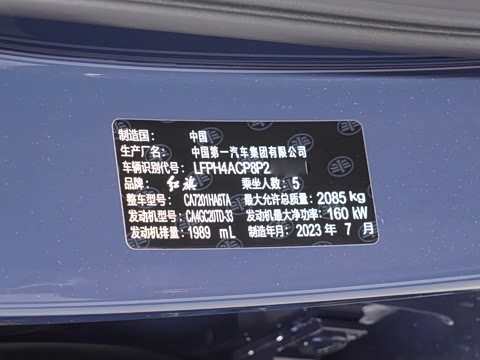 制造国： 中国
生产厂名： 中国第一汽车集团有限公司
车辆识别代号： LFPH4ACP8P2
品牌： 红旗 乘坐人数： 5
整车型号： CA7201HA6TA 最大允许总质量： 2085 kg
发动机型号： CA4GC20TD-33 发动机最大净功率： 160 kW
发动机排量： 1989 mL 制造年月： 2023 年 7 月